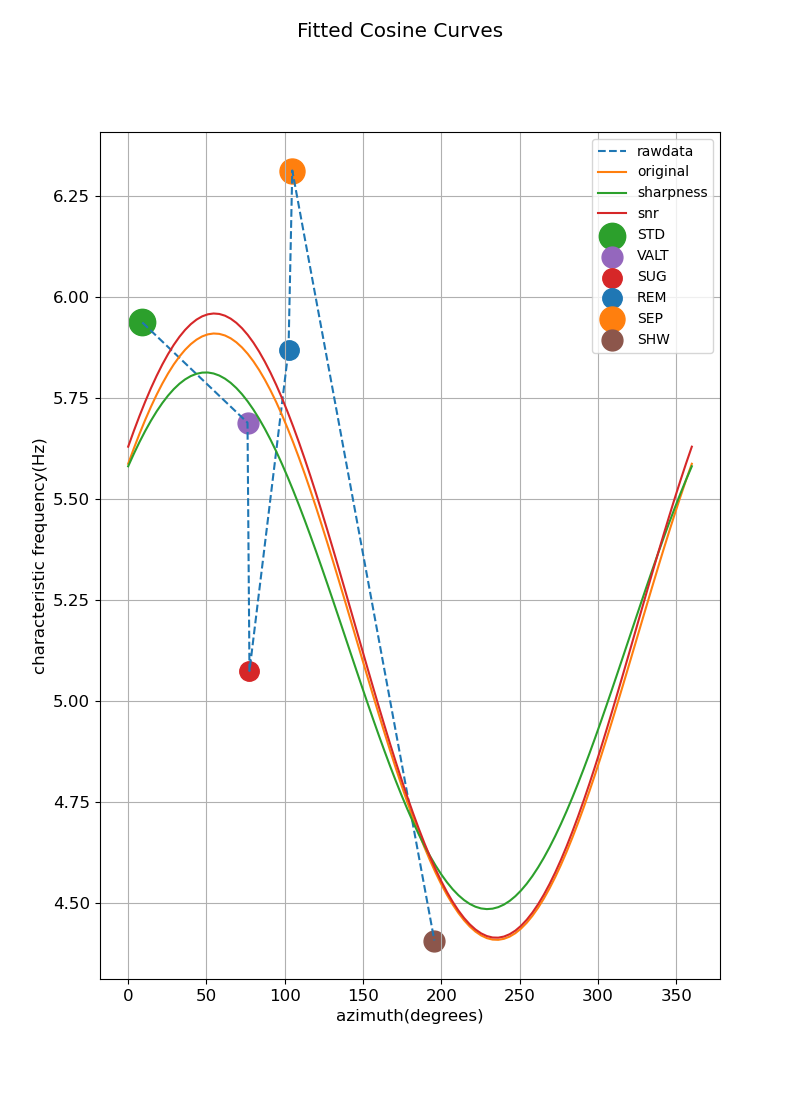 Fitted Cosine Curves
rawdata
original
sharpness
snr
STD
VALT
SUG
REM
SEP
SHW
6.25
6.00
5.75
5.50
5.25
5.00
4.75
4.50
characteristic frequency(Hz)
0 50 100 150 200 250 300 350
azimuth(degrees)